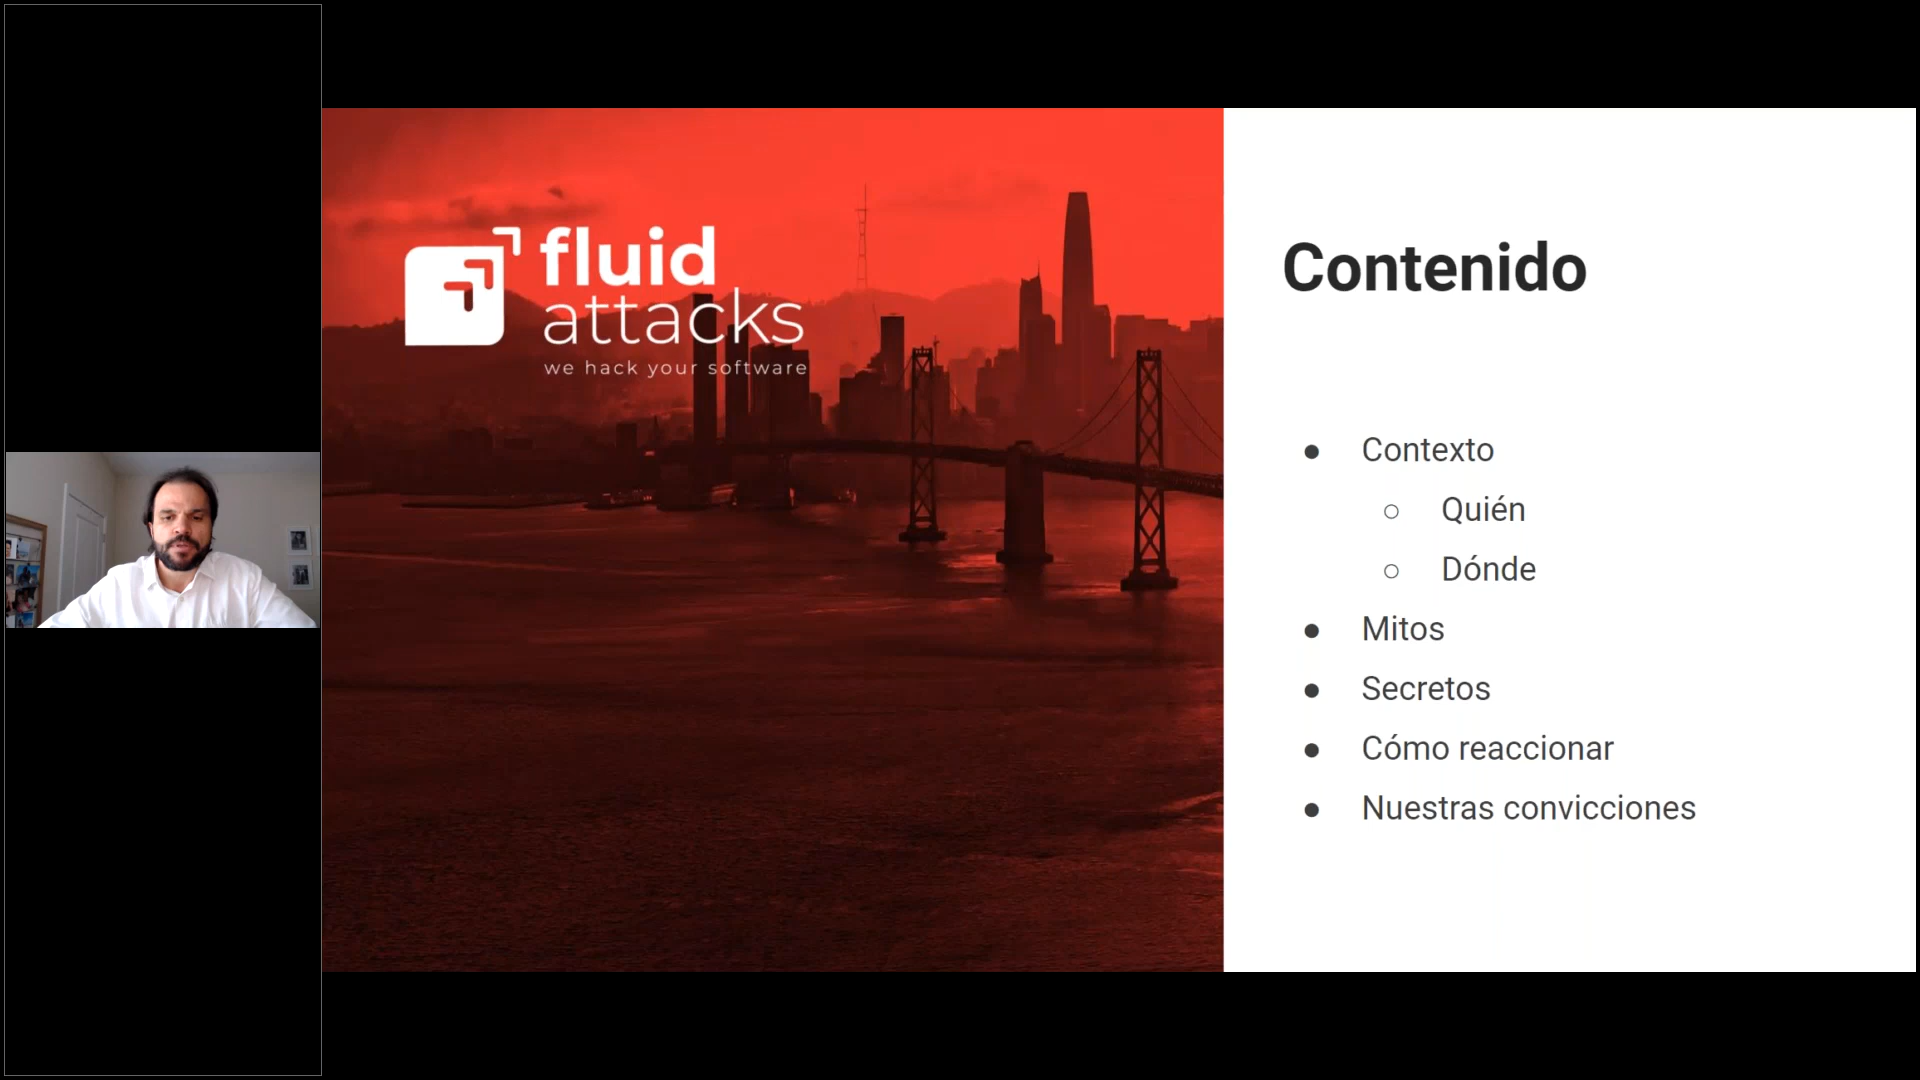 fluid
attacks
we hack your software
Contenido
● Contexto
○ Quién
○ Dónde
● Mitos
● Secretos
● Cómo reaccionar
● Nuestras convicciones